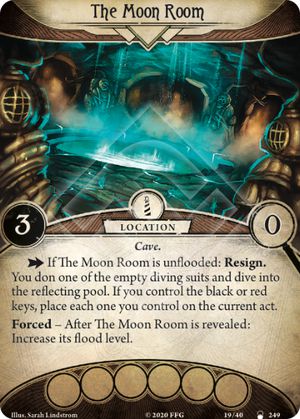 The Moon Room
3
LOCATION
0
Cave.
If The Moon Room is unflooded: Resign.
You don one of the empty diving suits and dive
into the reflecting pool. If you control the black or red
keys, place each one you control on the current act.
Forced – After The Moon Room is revealed:
Increase its flood level.
Illus. Sarah Lindstrom
© 2020 FFG
19/40
249